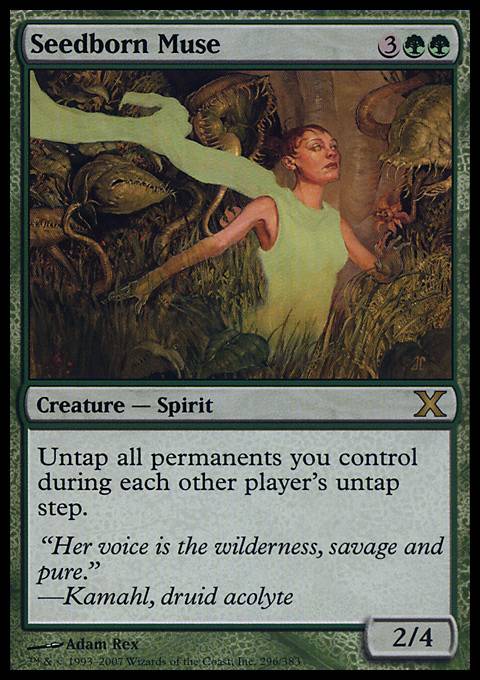 Seedborn Muse 3
Creature — Spirit X
Untap all permanents you control
during each other player's untap
step.
"Her voice is the wilderness, savage and
pure."
—Kamahl, druid acolyte
2/4
Adam Rex
™ & © 1993–2007 Wizards of the Coast, Inc. 296/383